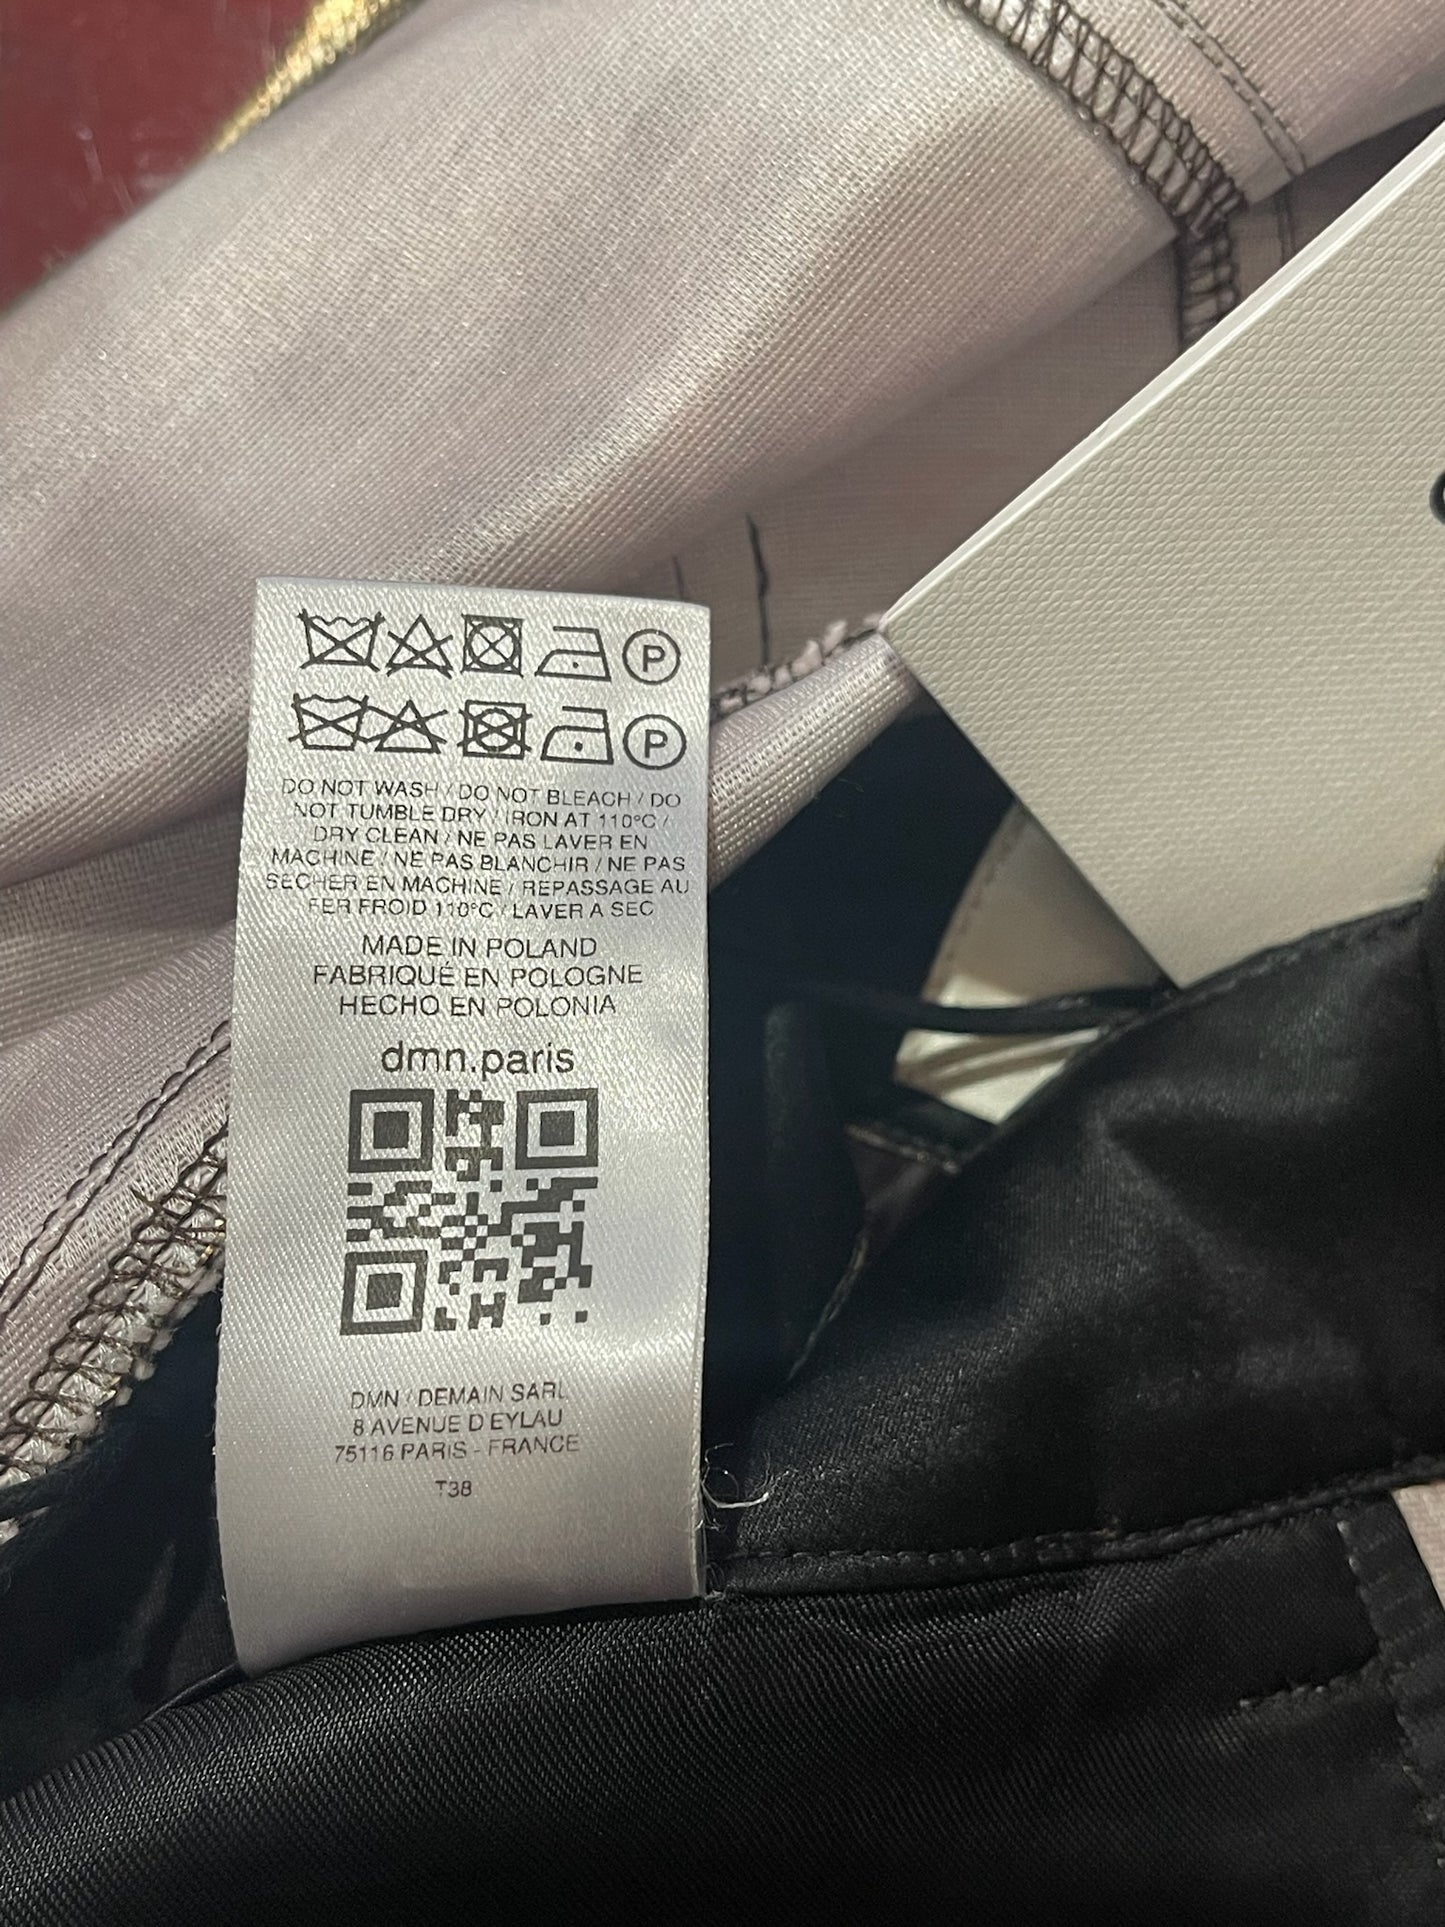 P
P
DO NOT WASH / DO NOT BLEACH / DO
NOT TUMBLE DRY / IRON AT 110°C /
DRY CLEAN / NE PAS LAVER EN
MACHINE / NE PAS BLANCHIR / NE PAS
SECHER EN MACHINE / REPASSAGE AU
FER FROID 110°C / LAVER A SEC
MADE IN POLAND
FABRIQUÉ EN POLOGNE
HECHO EN POLONIA
dmn.paris
DMN / DEMAIN SARL
8 AVENUE D EYLAU
75116 PARIS - FRANCE
T38